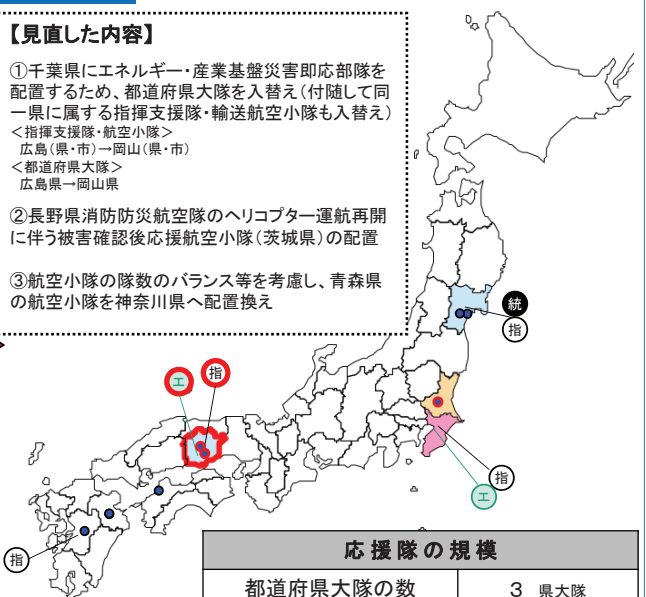 【見直した内容】
①千葉県にエネルギー・産業基盤災害即応部隊を
配置するため、都道府県大隊を入替え(付随して同
一県に属する指揮支援隊・輸送航空小隊も入替え)
<指揮支援隊・航空小隊>
広島(県・市)→岡山(県・市)
<都道府県大隊>
広島県→岡山県
②長野県消防防災航空隊のヘリコプター運航再開
に伴う被害確認後応援航空小隊(茨城県)の配置
③航空小隊の隊数のバランス等を考慮し、青森県
の航空小隊を神奈川県へ配置換え
統
指
エ
指
指
エ
指
応援隊の規模
都道府県大隊の数 3 県大隊